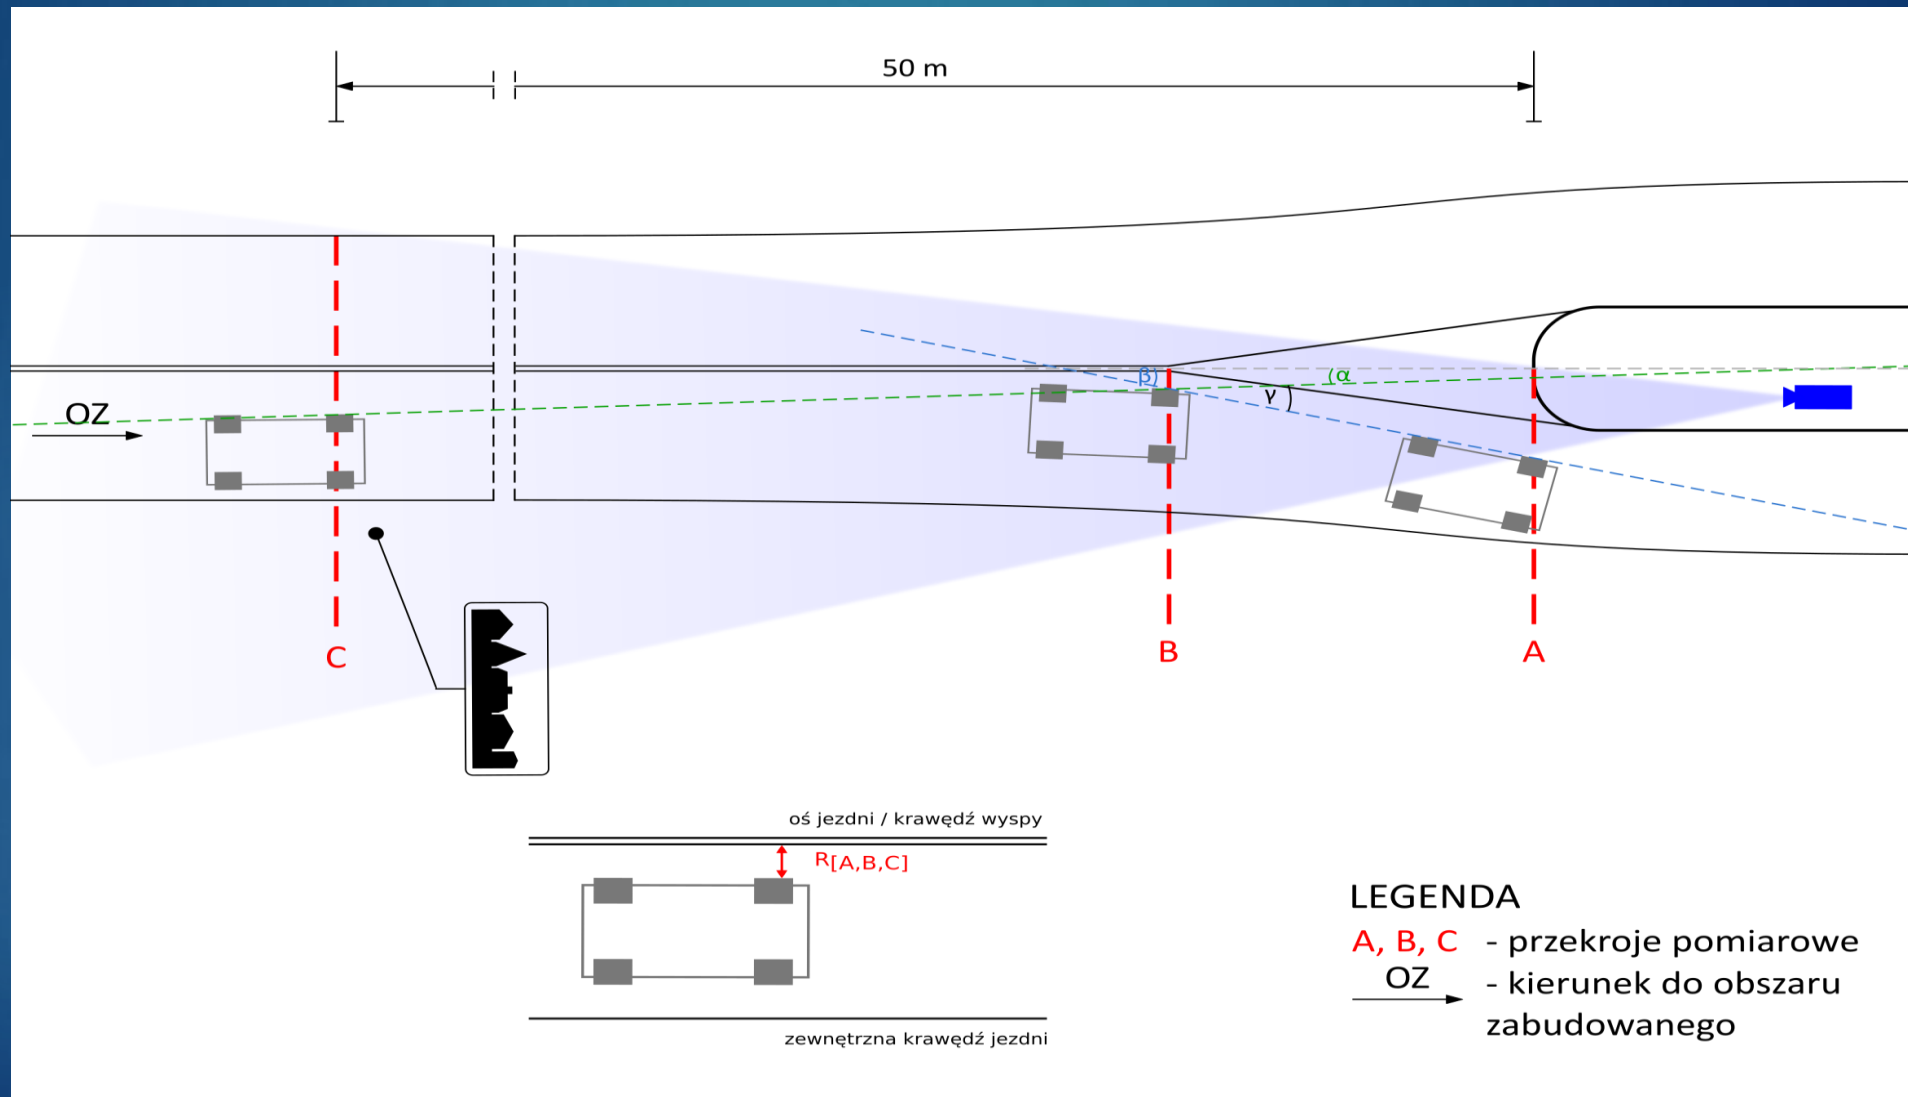 50 m
OZ
β
α
γ
C
B
A
oś jezdni / krawędź wyspy
R[A,B,C]
zewnętrzna krawędź jezdni
LEGENDA
A, B, C - przekroje pomiarowe
OZ - kierunek do obszaru
zabudowanego